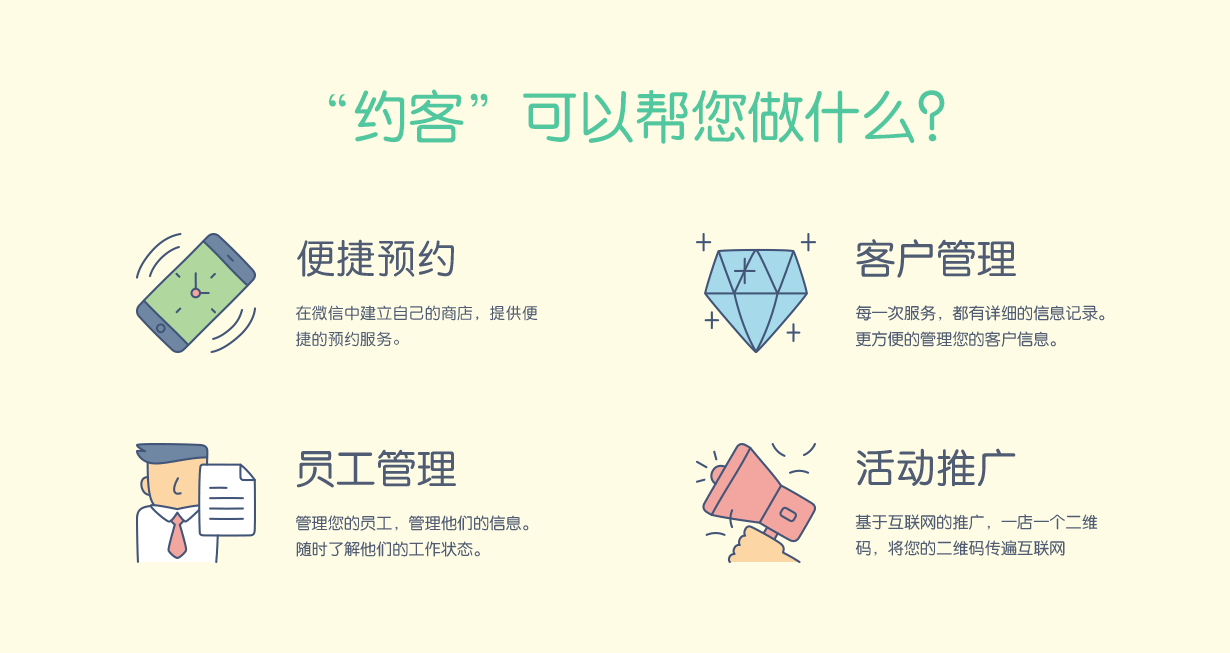 “约客”可以帮您做什么？
便捷预约
在微信中建立自己的商店，提供便
捷的预约服务。
客户管理
每一次服务，都有详细的信息记录。
更方便的管理您的客户信息。
员工管理
管理您的员工，管理他们的信息。
随时了解他们的工作状态。
活动推广
基于互联网的推广，一店一个二维
码，将您的二维码传遍互联网